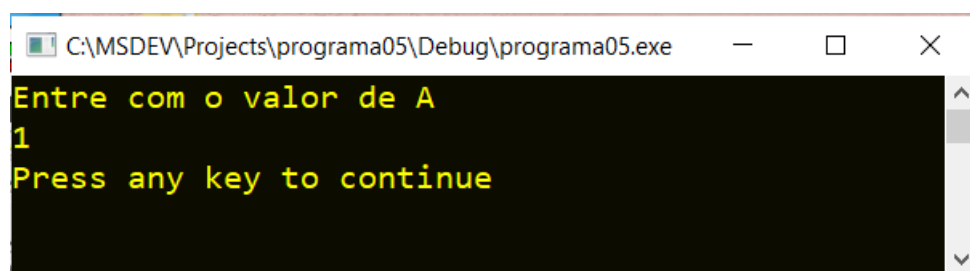 C:\MSDEV\Projects\programa05\Debug\programa05.exe
Entre com o valor de A
1
Press any key to continue